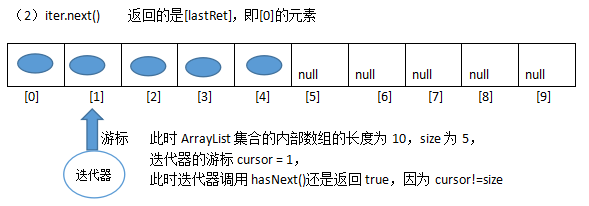 （2）iter.next() 返回的是[lastRet]，即[0]的元素
null null null null null
[0] [1] [2] [3] [4] [5] [6] [7] [8] [9]
游标 此时 ArrayList 集合的内部数组的长度为 10，size 为 5，
迭代器的游标 cursor = 1，
迭代器 此时迭代器调用 hasNext()还是返回 true，因为 cursor!=size